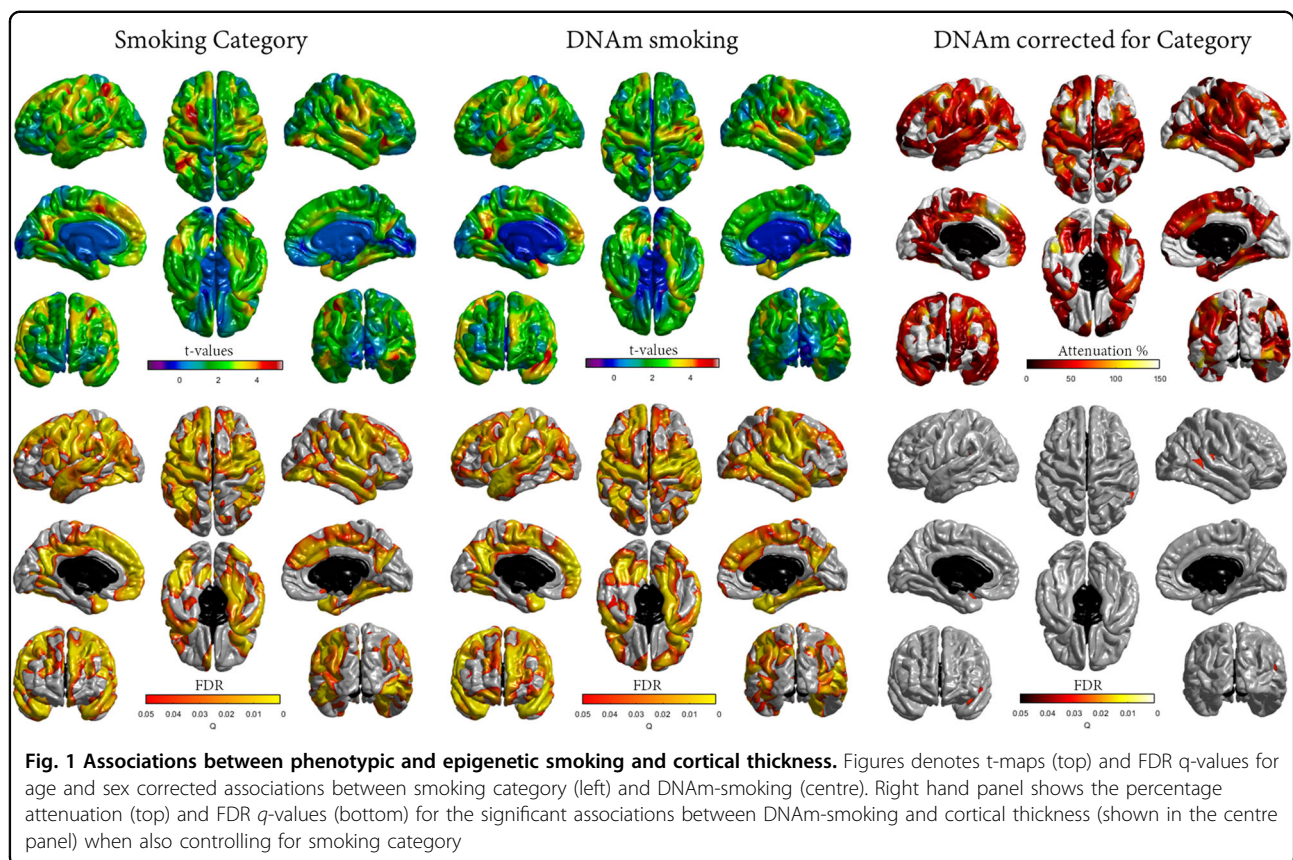 Smoking Category
DNAm smoking
DNAm corrected for Category
t-values
0 2 4
t-values
0 2 4
Attenuation %
0 50 100 150
FDR
0.05 0.04 0.03 0.02 0.01 0
Q
FDR
0.05 0.04 0.03 0.02 0.01 0
Q
FDR
0.05 0.04 0.03 0.02 0.01 0
Q
Fig. 1 Associations between phenotypic and epigenetic smoking and cortical thickness. Figures denotes t-maps (top) and FDR q-values for
age and sex corrected associations between smoking category (left) and DNAm-smoking (centre). Right hand panel shows the percentage
attenuation (top) and FDR q-values (bottom) for the significant associations between DNAm-smoking and cortical thickness (shown in the centre
panel) when also controlling for smoking category